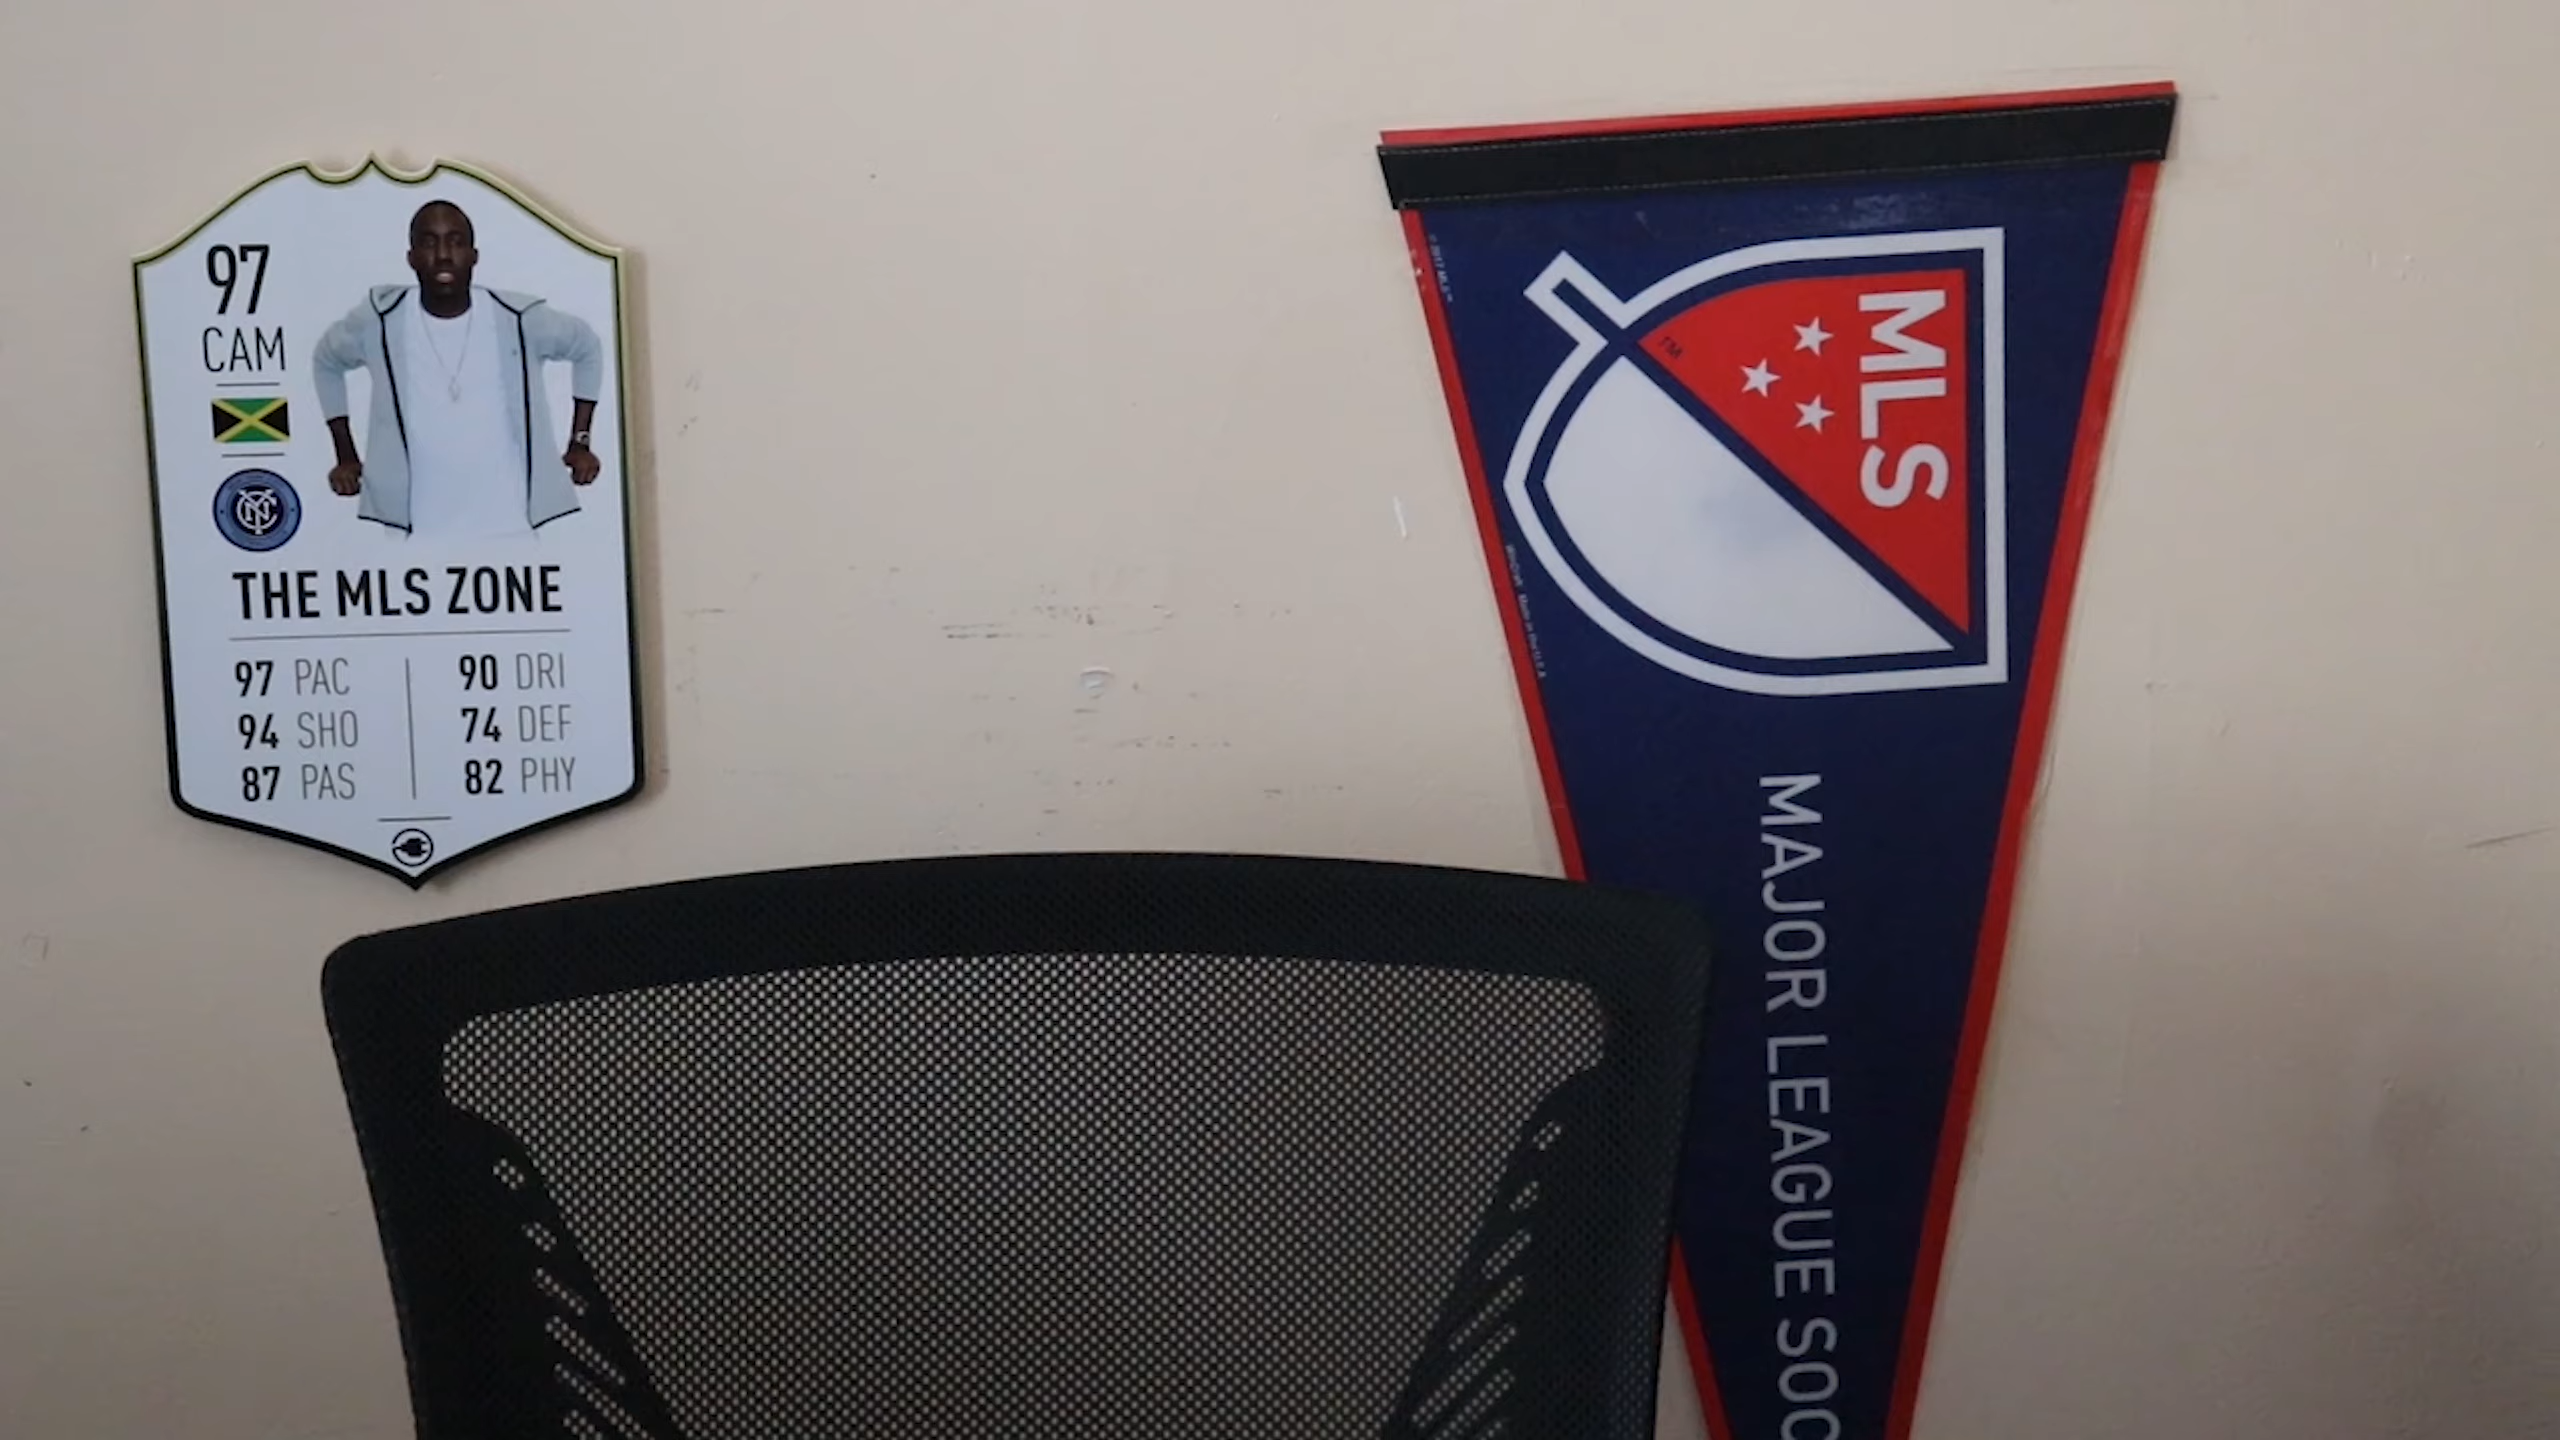 97
CAM
THE MLS ZONE
97 PAC
94 SHO
87 PAS
90 DRI
74 DEF
82 PHY
MLS
TM
MAJOR LEAGUE SOC